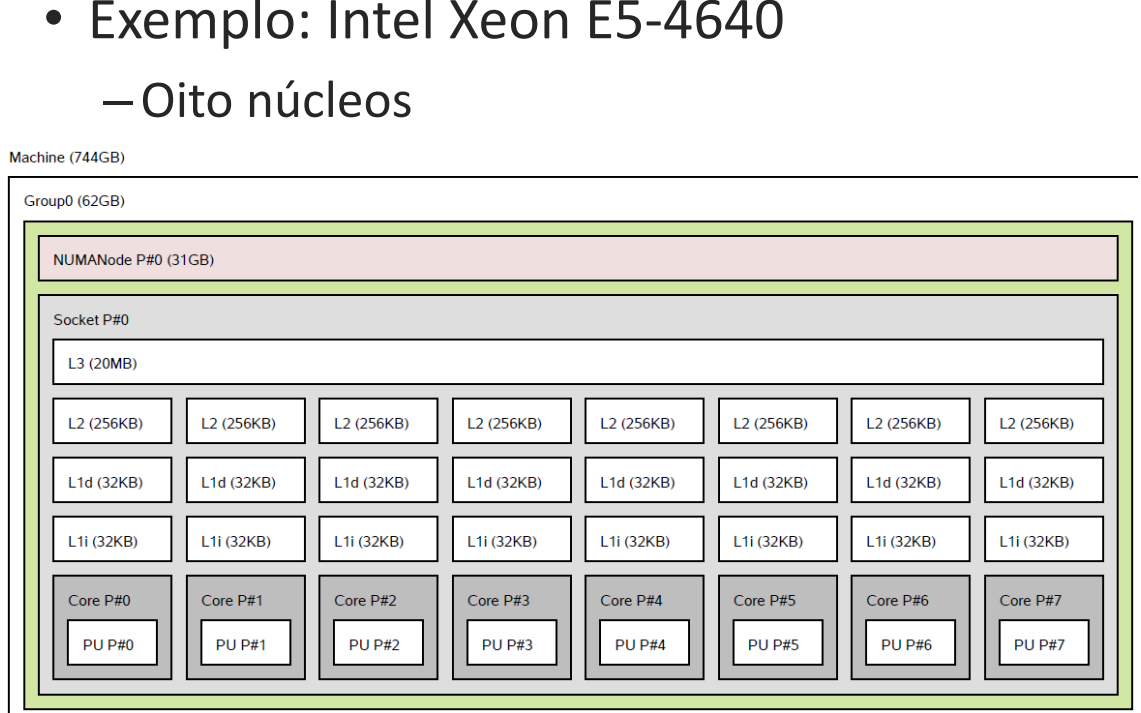 • Exemplo: Intel Xeon E5-4640
– Oito núcleos
Machine (744GB)
Group0 (62GB)
NUMANode P#0 (31GB)
Socket P#0
L3 (20MB)
L2 (256KB) L2 (256KB) L2 (256KB) L2 (256KB) L2 (256KB) L2 (256KB) L2 (256KB) L2 (256KB)
L1d (32KB) L1d (32KB) L1d (32KB) L1d (32KB) L1d (32KB) L1d (32KB) L1d (32KB) L1d (32KB)
L1i (32KB) L1i (32KB) L1i (32KB) L1i (32KB) L1i (32KB) L1i (32KB) L1i (32KB) L1i (32KB)
Core P#0 Core P#1 Core P#2 Core P#3 Core P#4 Core P#5 Core P#6 Core P#7
PU P#0 PU P#1 PU P#2 PU P#3 PU P#4 PU P#5 PU P#6 PU P#7